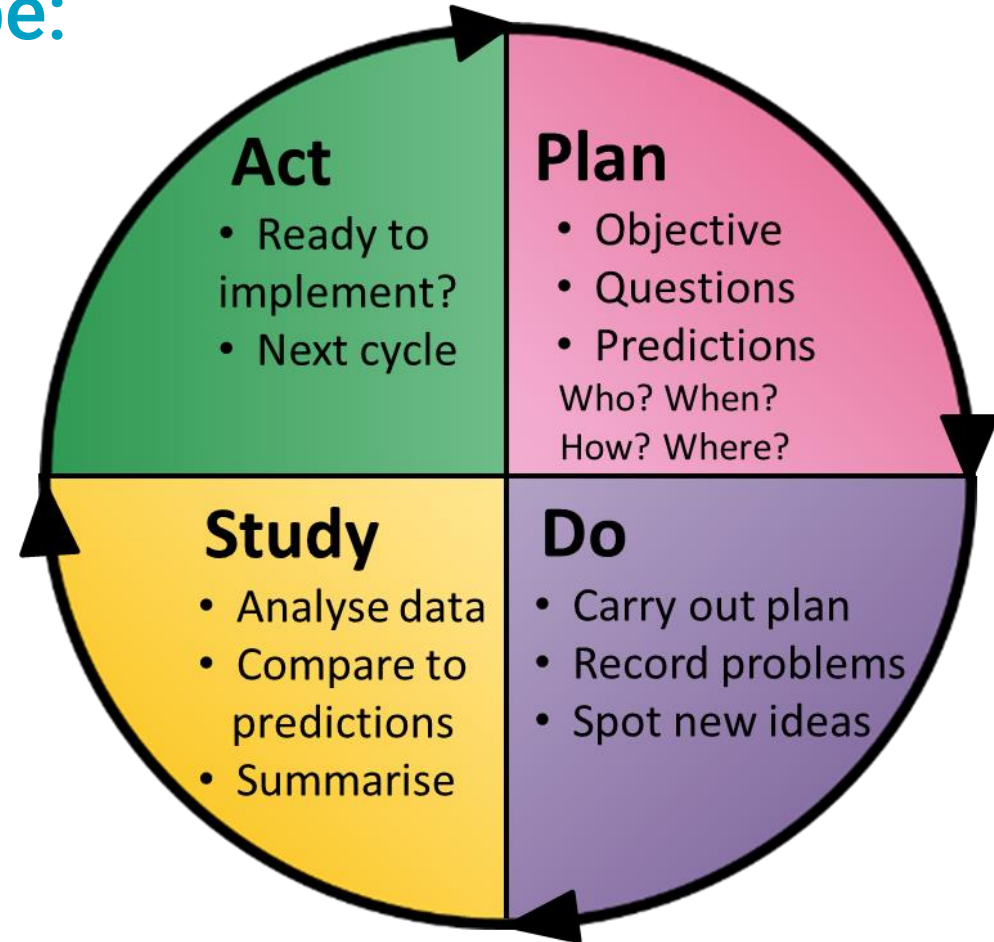 Act
• Ready to
implement?
• Next cycle
Plan
• Objective
• Questions
• Predictions
Who? When?
How? Where?
Study
• Analyse data
• Compare to
predictions
• Summarise
Do
• Carry out plan
• Record problems
• Spot new ideas